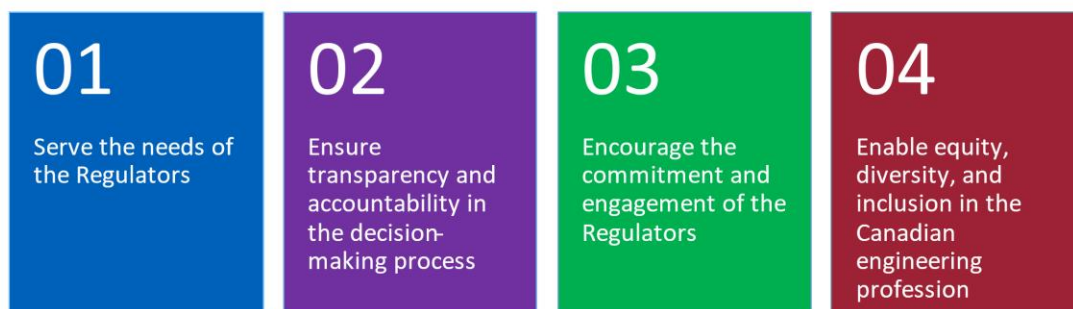 01
Serve the needs of
the Regulators
02
Ensure
transparency and
accountability in
the decision-
making process
03
Encourage the
commitment and
engagement of the
Regulators
04
Enable equity,
diversity, and
inclusion in the
Canadian
engineering
profession